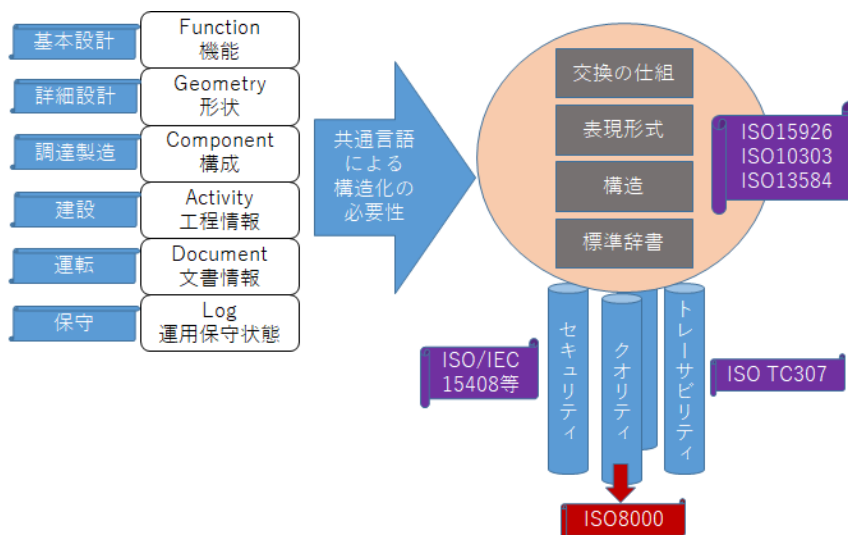 基本設計
Function
機能
詳細設計
Geometry
形状
調達製造
Component
構成
建設
Activity
工程情報
運転
Document
文書情報
保守
Log
運用保守状態
共通言語
による
構造化の
必要性
交換の仕組
表現形式
構造
標準辞書
ISO15926
ISO10303
ISO13584
ISO/IEC
15408等
セキュリティ
クオリティ
トレーサビリティ
ISO TC307
ISO8000